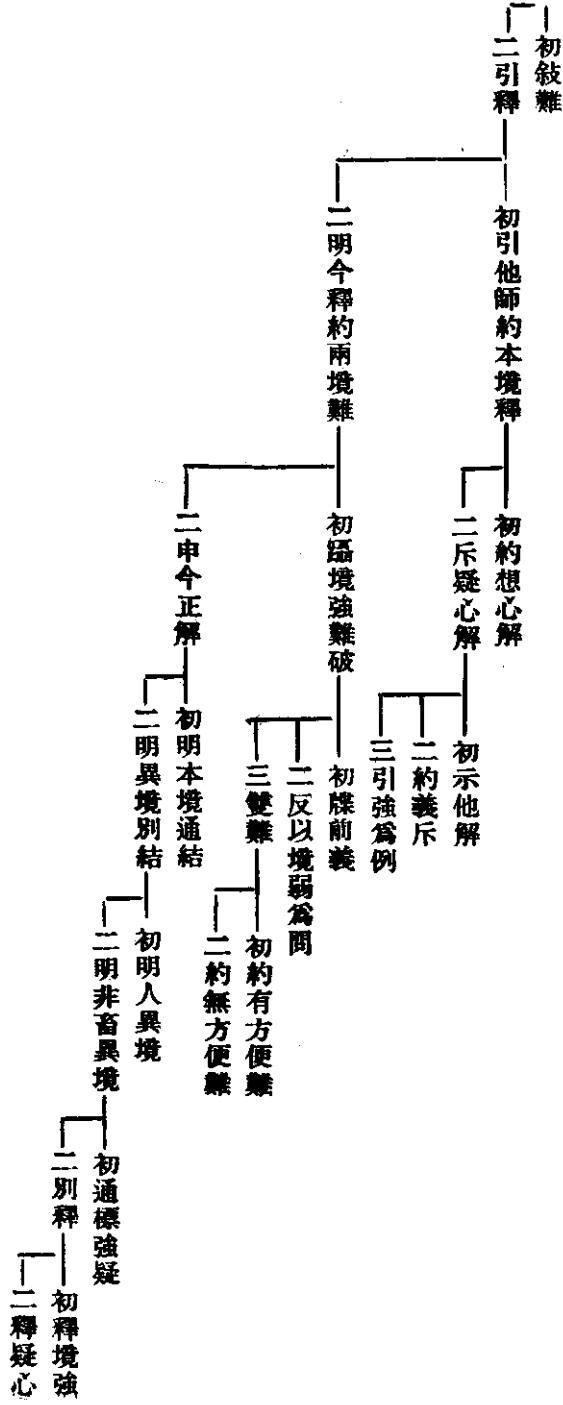 初敍難
二引釋
初引他師約本境釋
初約想心解
二斥疑心解
初示他解
二約義斥
三引強爲例
二明今釋約兩境難
初躡境強難破
初牒前義
二反以境弱爲問
三雙難
初約有方便難
二約無方便難
二申今正解
初明本境通結
二明異境別結
初明人異境
二明非畜異境
初通標強疑
二別釋
初釋境強
二釋疑心